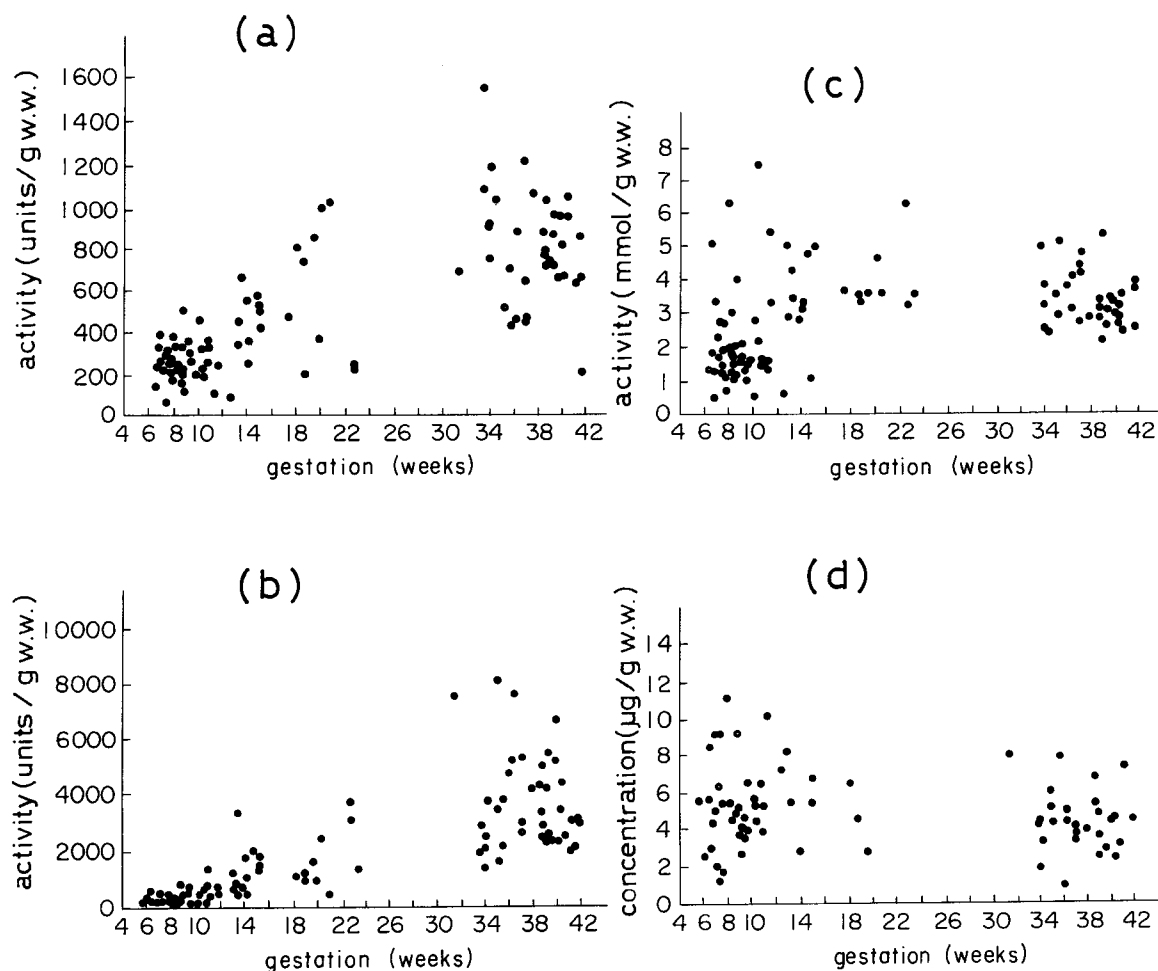 (a)
activity (units/g w.w.)
1600
1400
1200
1000
800
600
400
200
0
4 6 8 10 14 18 22 26 30 34 38 42
gestation (weeks)
(c)
activity (mmol/g w.w.)
8
7
6
5
4
3
2
1
0
4 6 8 10 14 18 22 26 30 34 38 42
gestation (weeks)
(b)
activity (units/g w.w.)
10000
8000
6000
4000
2000
0
4 6 8 10 14 18 22 26 30 34 38 42
gestation (weeks)
(d)
concentration (µg/g w.w.)
14
12
10
8
6
4
2
0
4 6 8 10 14 18 22 26 30 34 38 42
gestation (weeks)